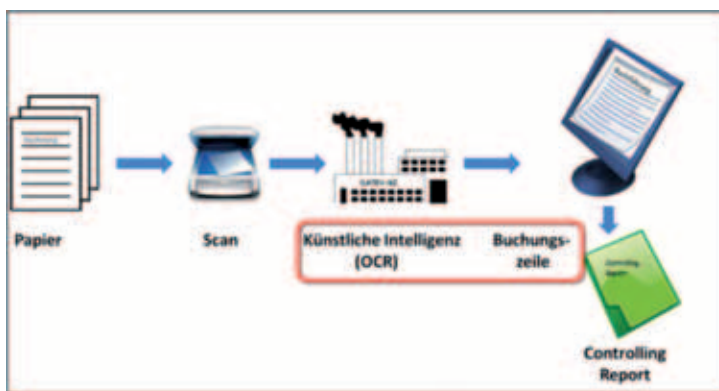 Papier
Scan
Künstliche Intelligenz
(OCR)
Buchungs-
zeile
Controlling
Report